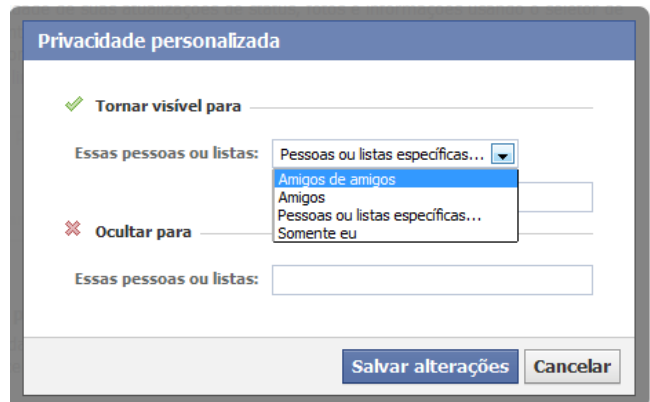 Privacidade personalizada
Tornar visível para
Essas pessoas ou listas: Pessoas ou listas específicas...
Amigos de amigos
Amigos
Pessoas ou listas específicas...
Somente eu
Ocultar para
Essas pessoas ou listas:
Salvar alterações Cancelar